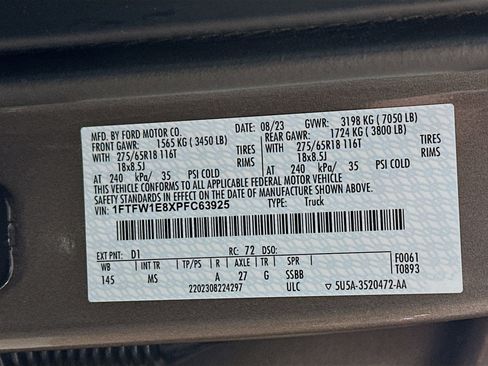 MFD. BY FORD MOTOR CO. DATE: 08/23 GVWR: 3198 KG ( 7050 LB)
FRONT GAWR: 1565 KG ( 3450 LB) REAR GAWR: 1724 KG ( 3800 LB)
WITH 275/65R18 116T TIRES WITH 275/65R18 116T TIRES
18x8.5J RIMS 18x8.5J RIMS
AT 240 kPa/ 35 PSI COLD AT 240 kPa/ 35 PSI COLD
THIS VEHICLE CONFORMS TO ALL APPLICABLE FEDERAL MOTOR VEHICLE
SAFETY STANDARDS IN EFFECT ON THE DATE OF MANUFACTURE SHOWN ABOVE.
VIN: 1FTFW1E8XPFC63925 TYPE: Truck
EXT PNT: D1 RC: 72 DSO: F0061
WB INT TR TP/PS R AXLE TR SPR T0893
145 MS A 27 G SSBB
2202308224297 ULC ▽ 5U5A-3520472-AA